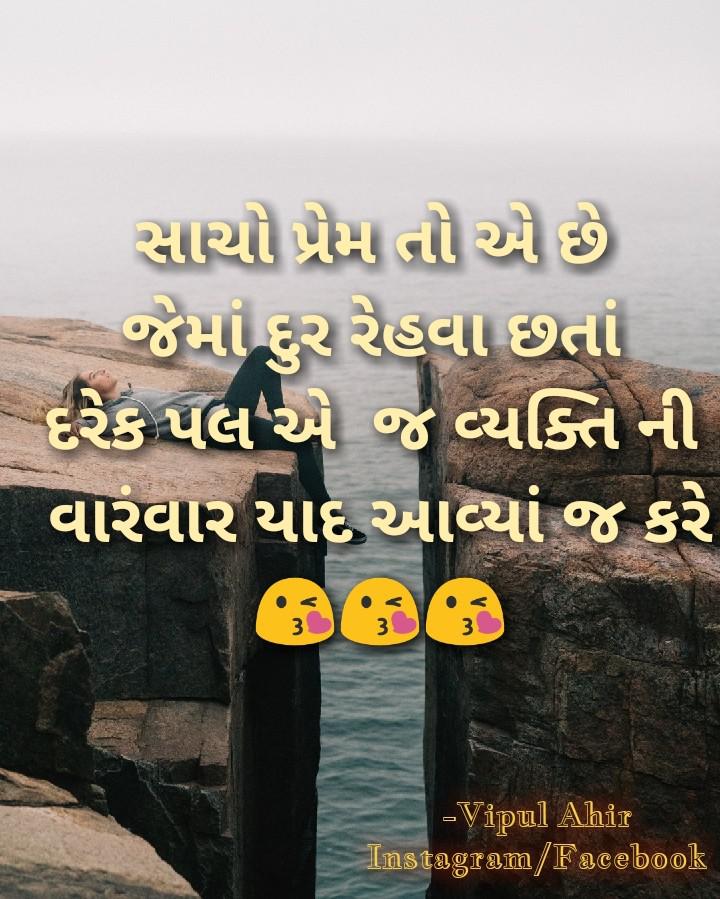 સાચો પ્રેમ તો એ છે
જેમાં દુર રેહવા છતાં
દરેક પલ એ જ વ્યક્તિ ની
વારંવાર યાદ આવ્યાં જ કરે
😘😘😘
-Vipul Ahir
Instagram/Facebook